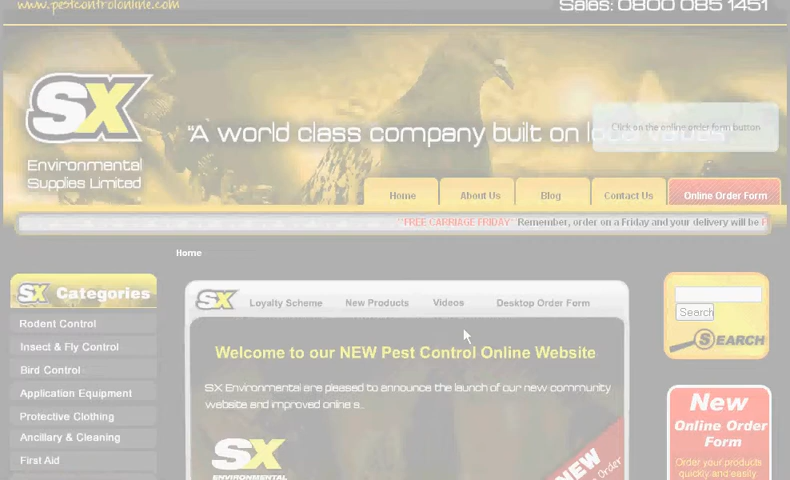 www.pestcontrolonline.com
Sales: 0800 085 1451
SX
Environmental
Supplies Limited
"A world class company built on local values"
Click on the online order form button
Home
About Us
Blog
Contact Us
Online Order Form
"FREE CARRIAGE FRIDAY" Remember, order on a Friday and your delivery will be F
Home
SX Categories
Rodent Control
Insect & Fly Control
Bird Control
Application Equipment
Protective Clothing
Ancillary & Cleaning
First Aid
SX
Loyalty Scheme
New Products
Videos
Desktop Order Form
Welcome to our NEW Pest Control Online Website
SX Environmental are pleased to announce the launch of our new community
website and improved online s..
SX
ENVIRONMENTAL
NEW
Order
Search
SEARCH
New
Online Order
Form
Order your products
quickly and easily